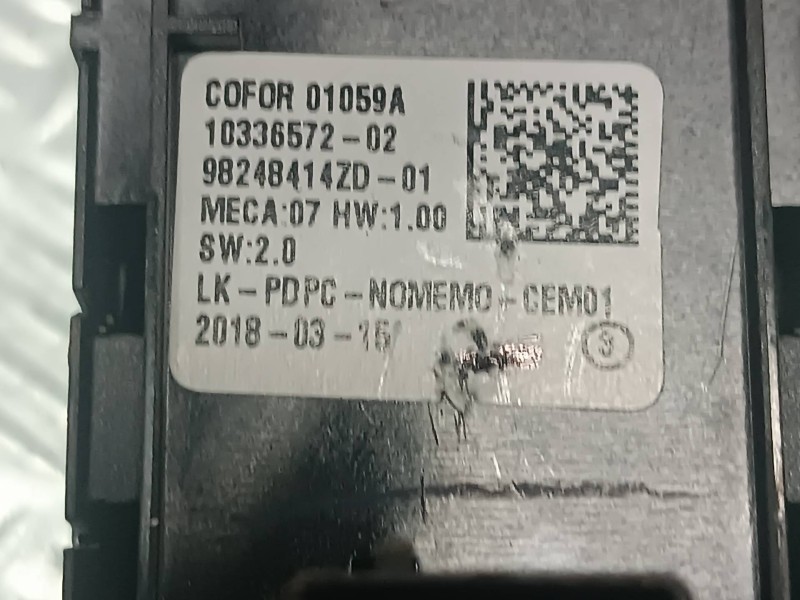 COFOR 01059A
10336572-02
98248414ZD-01
MECA:07 HW:1.00
SW:2.0
LK-PDPC-NOMEMO-CEM01
2018-03-15
3